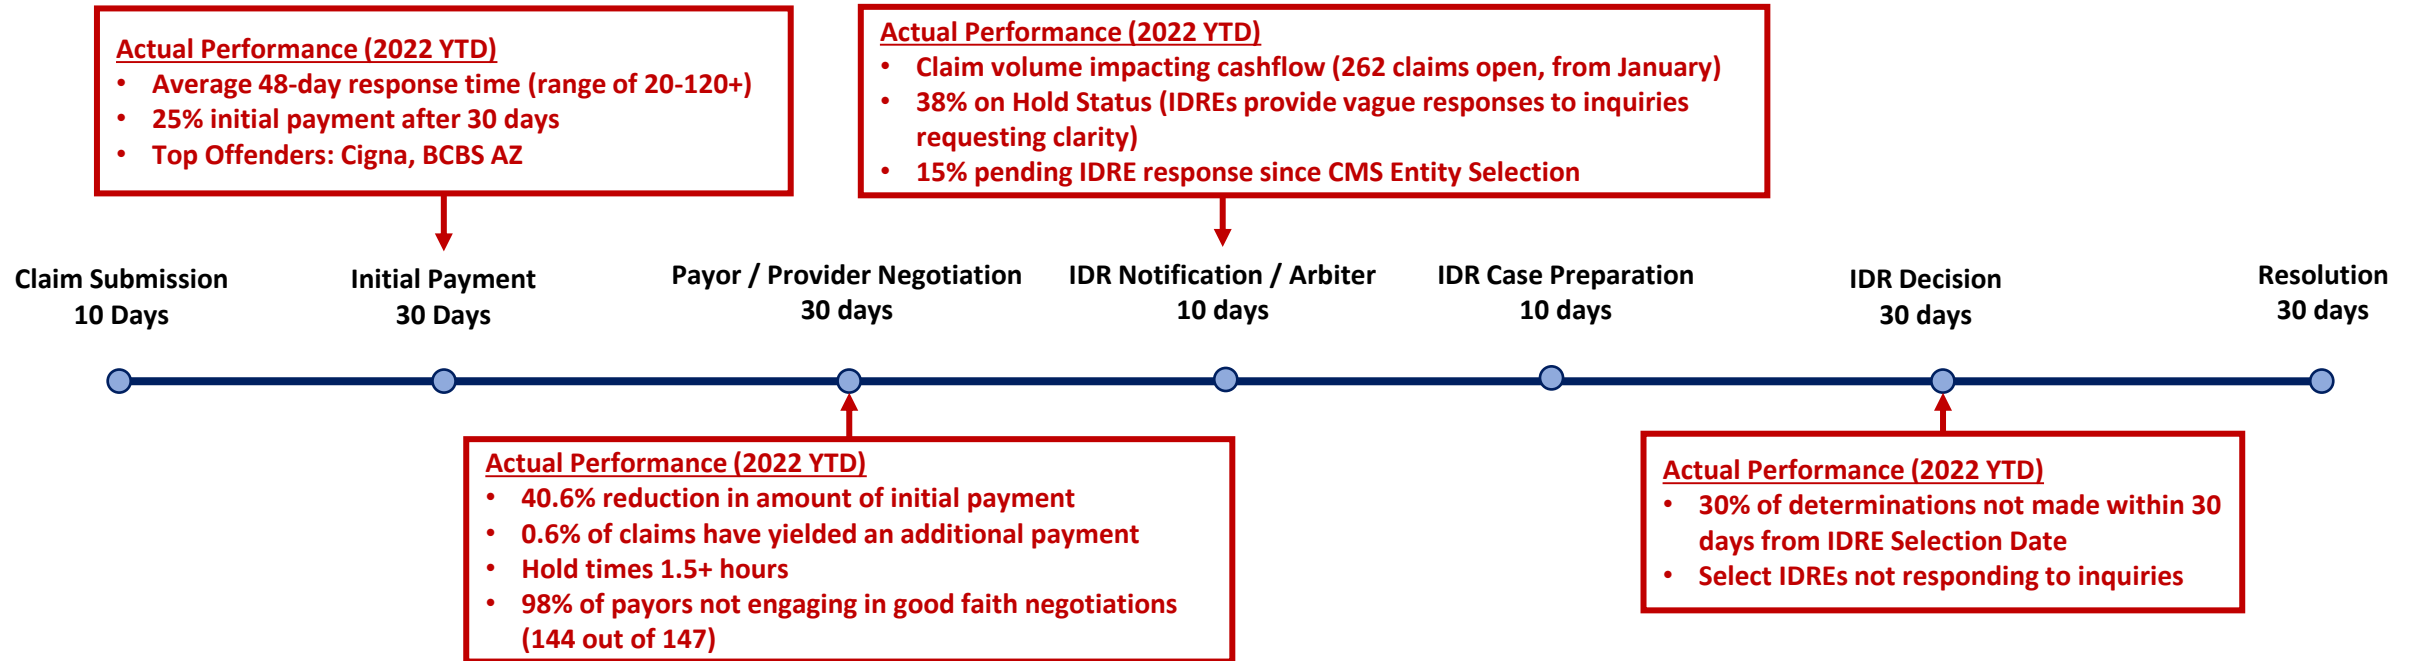 Actual Performance (2022 YTD)
• Average 48-day response time (range of 20-120+)
• 25% initial payment after 30 days
• Top Offenders: Cigna, BCBS AZ
Actual Performance (2022 YTD)
• Claim volume impacting cashflow (262 claims open, from January)
• 38% on Hold Status (IDREs provide vague responses to inquiries
requesting clarity)
• 15% pending IDRE response since CMS Entity Selection
Claim Submission
10 Days
Initial Payment
30 Days
Payor / Provider Negotiation
30 days
IDR Notification / Arbiter
10 days
IDR Case Preparation
10 days
IDR Decision
30 days
Resolution
30 days
Actual Performance (2022 YTD)
• 40.6% reduction in amount of initial payment
• 0.6% of claims have yielded an additional payment
• Hold times 1.5+ hours
• 98% of payors not engaging in good faith negotiations
(144 out of 147)
Actual Performance (2022 YTD)
• 30% of determinations not made within 30
days from IDRE Selection Date
• Select IDREs not responding to inquiries